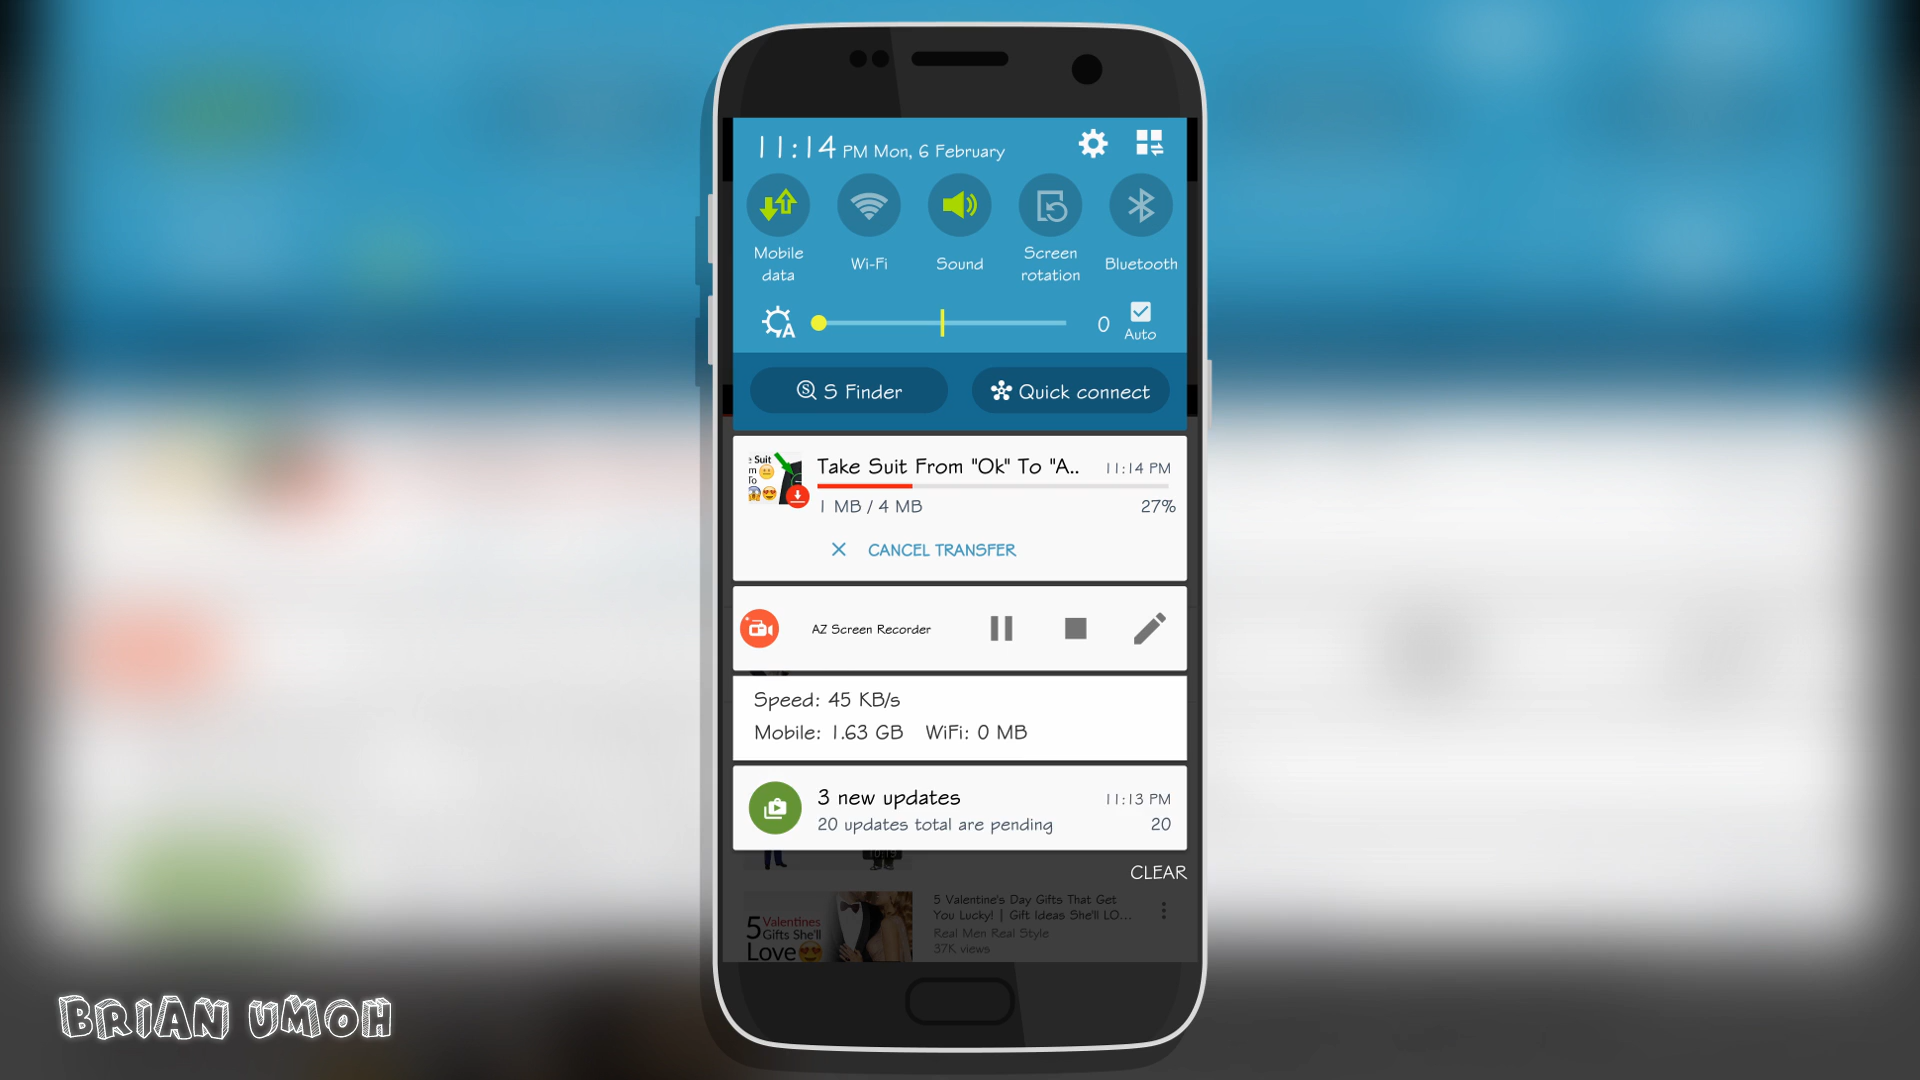 11:14 PM Mon, 6 February
Mobile data
Wi-Fi
Sound
Screen rotation
Bluetooth
A
0
Auto
S Finder
Quick connect
Take Suit From "Ok" To "A..
11:14 PM
1 MB / 4 MB
27%
CANCEL TRANSFER
AZ Screen Recorder
Speed: 45 KB/s
Mobile: 1.63 GB WiFi: 0 MB
3 new updates
11:13 PM
20 updates total are pending
20
10:19
CLEAR
5 Valentines
Gifts She'll
Love
5 Valentine's Day Gifts That Get
You Lucky! | Gift Ideas She'll LO...
Real Men Real Style
37K views
BRIAN UMOH